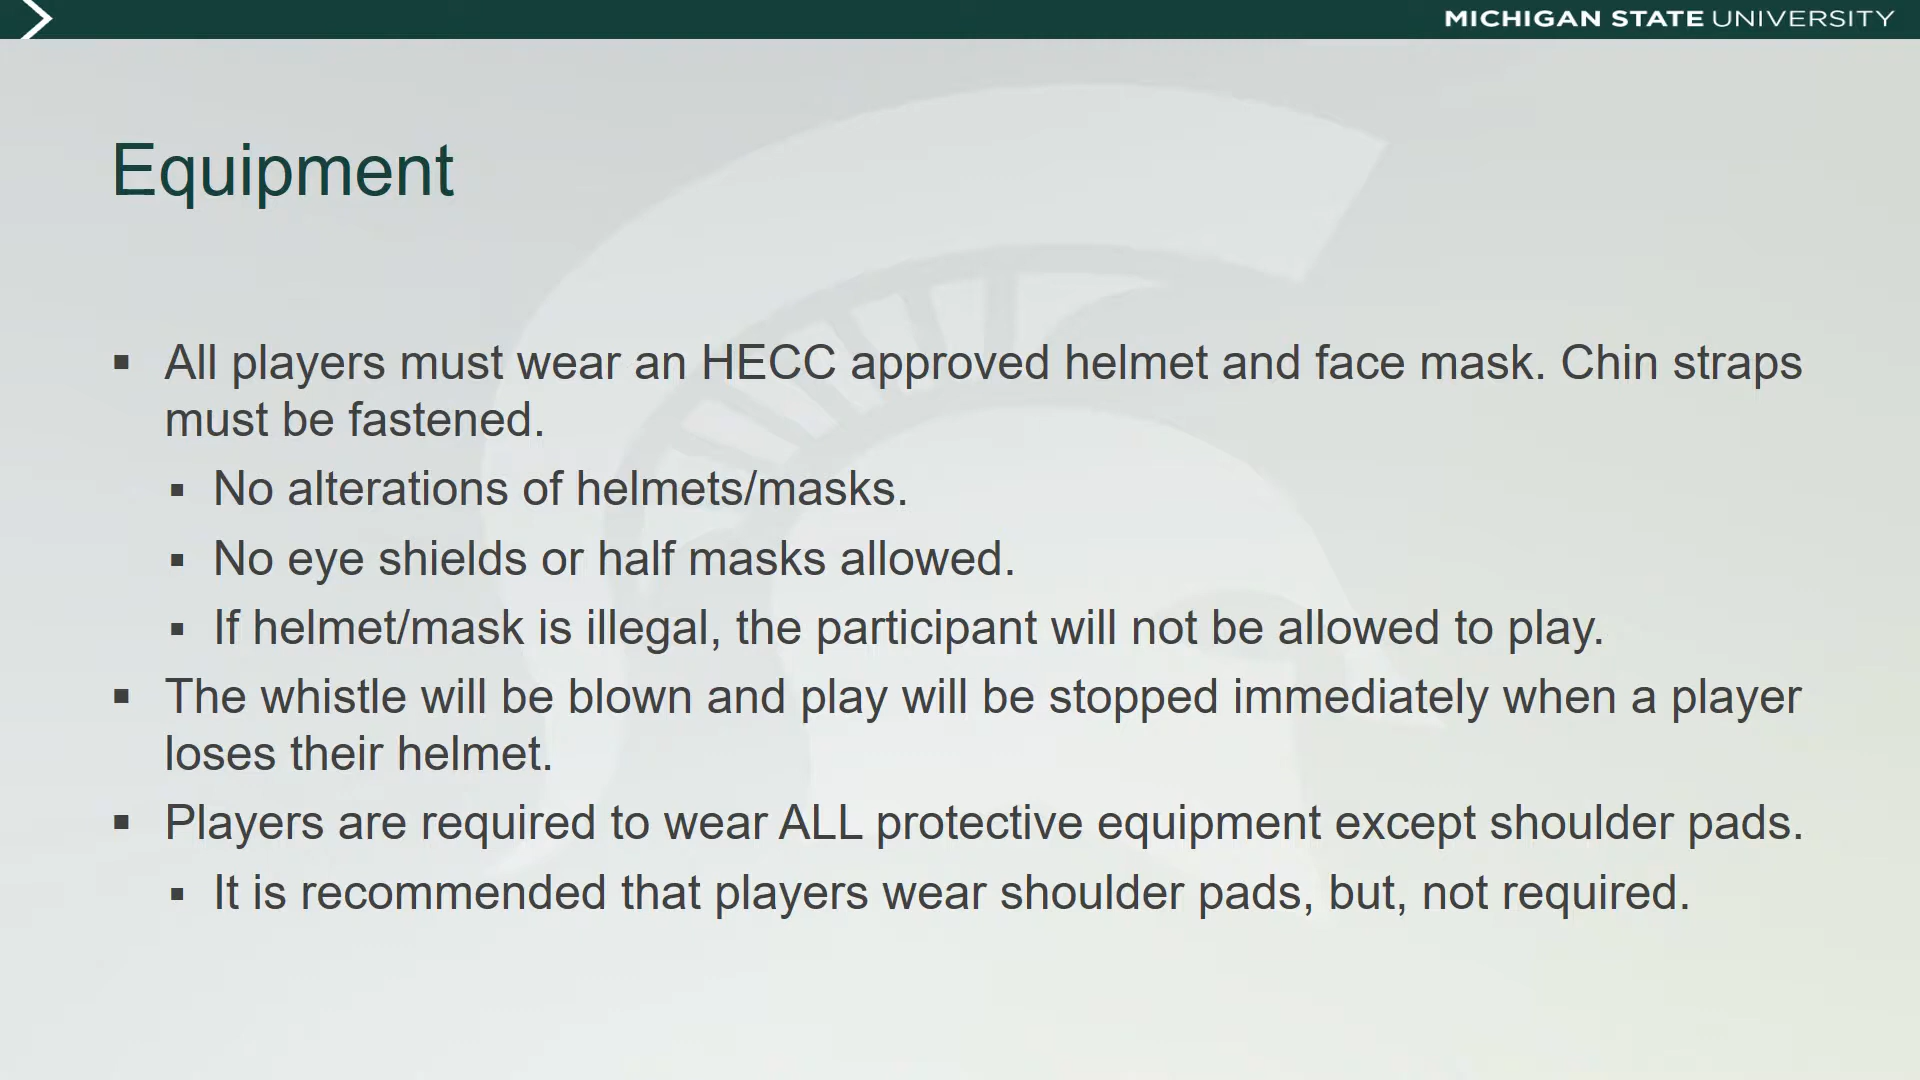 MICHIGAN STATE UNIVERSITY
Equipment
▪ All players must wear an HECC approved helmet and face mask. Chin straps
must be fastened.
▪ No alterations of helmets/masks.
▪ No eye shields or half masks allowed.
▪ If helmet/mask is illegal, the participant will not be allowed to play.
▪ The whistle will be blown and play will be stopped immediately when a player
loses their helmet.
▪ Players are required to wear ALL protective equipment except shoulder pads.
▪ It is recommended that players wear shoulder pads, but, not required.